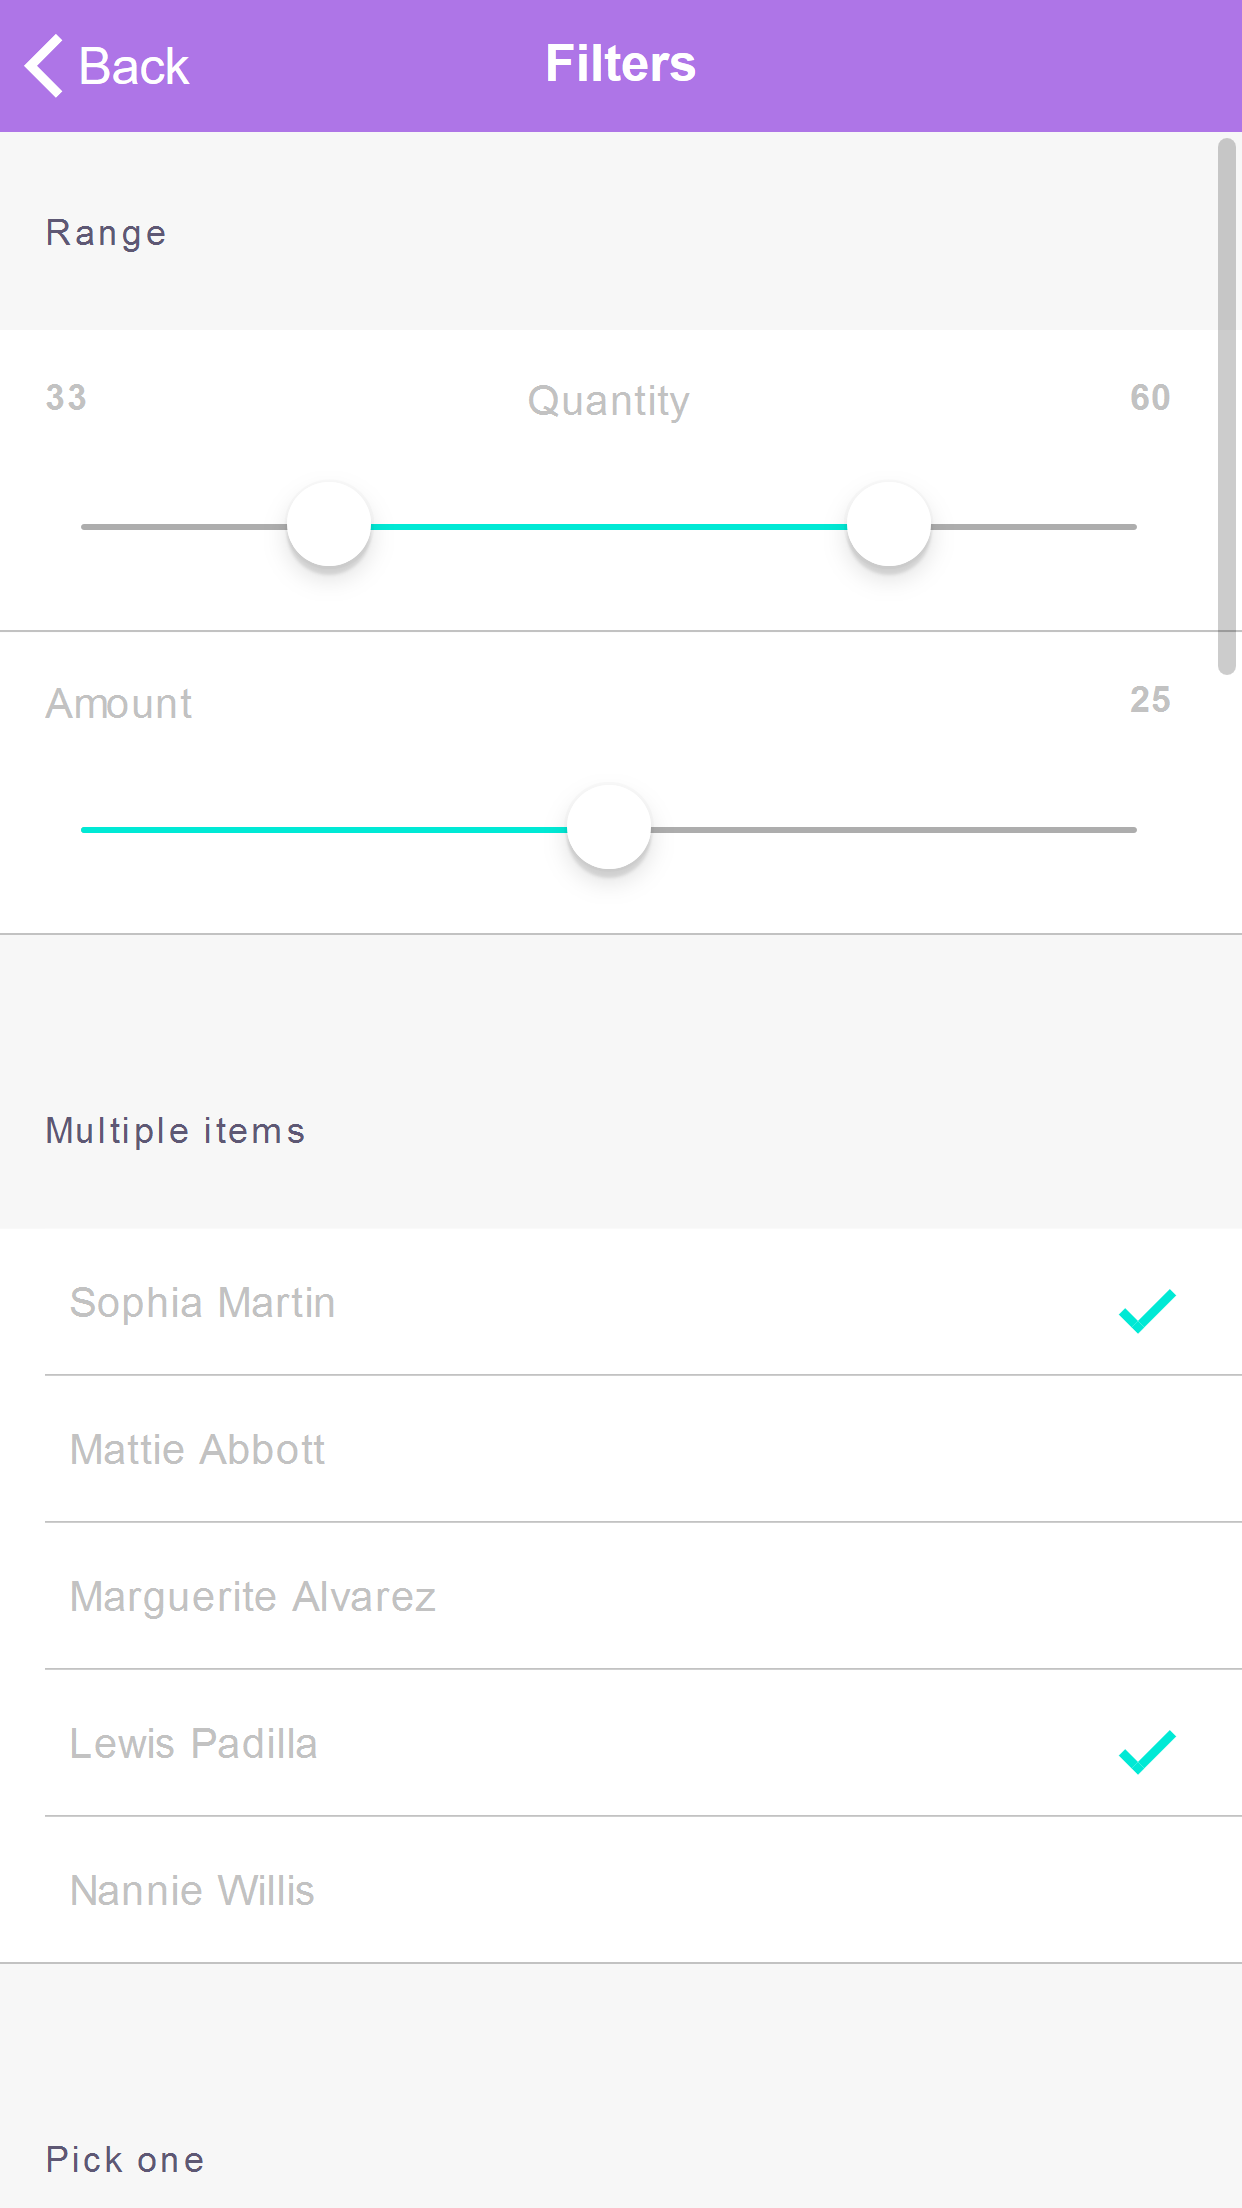 Back
Filters
Range
33 Quantity 60
Amount 25
Multiple items
Sophia Martin
Mattie Abbott
Marguerite Alvarez
Lewis Padilla
Nannie Willis
Pick one